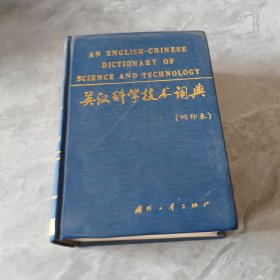 AN ENGLISH-CHINESE
DICTIONARY OF
SCIENCE AND TECHNOLOGY
英汉科学技术词典
(缩印本)
国防工业出版社